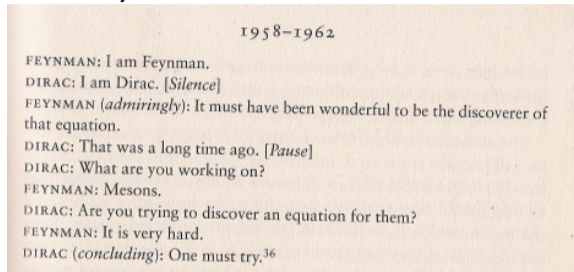 1958–1962
FEYNMAN: I am Feynman.
DIRAC: I am Dirac. [Silence]
FEYNMAN (admiringly): It must have been wonderful to be the discoverer of
that equation.
DIRAC: That was a long time ago. [Pause]
DIRAC: What are you working on?
FEYNMAN: Mesons.
DIRAC: Are you trying to discover an equation for them?
FEYNMAN: It is very hard.
DIRAC (concluding): One must try.36